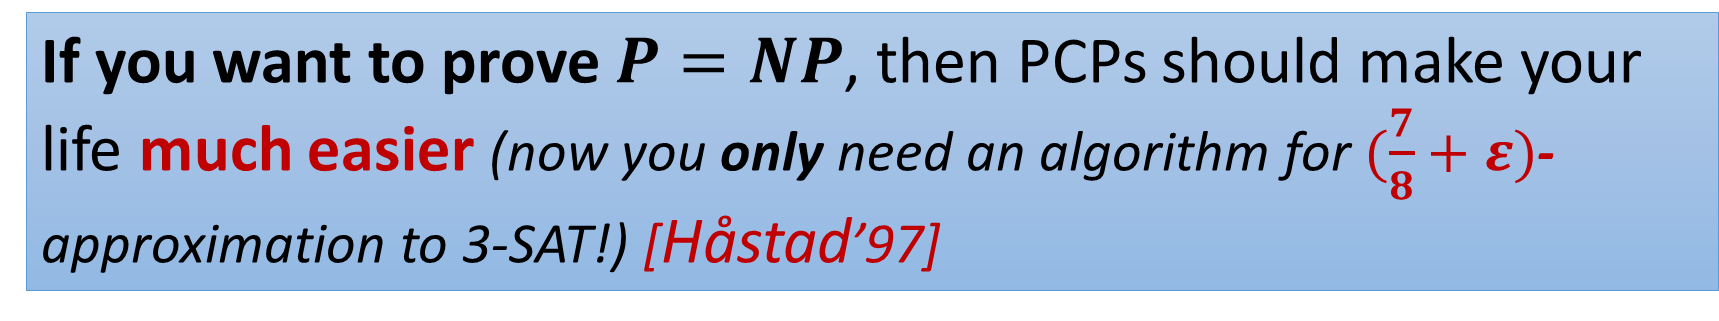 If you want to prove P = NP, then PCPs should make your
life much easier (now you only need an algorithm for (7/8 + ε)-
approximation to 3-SAT!) [Håstad’97]